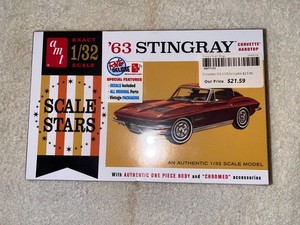 amt
EXACT
1/32
SCALE
'63 STINGRAY
CORVETTE
HARDTOP
SPECIAL FEATURES
• DECALS Included
• ALL ORIGINAL Parts
• Vintage PACKAGING
Our Price $21.59
SCALE
STARS
AN AUTHENTIC 1/32 SCALE MODEL
With AUTHENTIC ONE PIECE BODY and "CHROMED" accessories